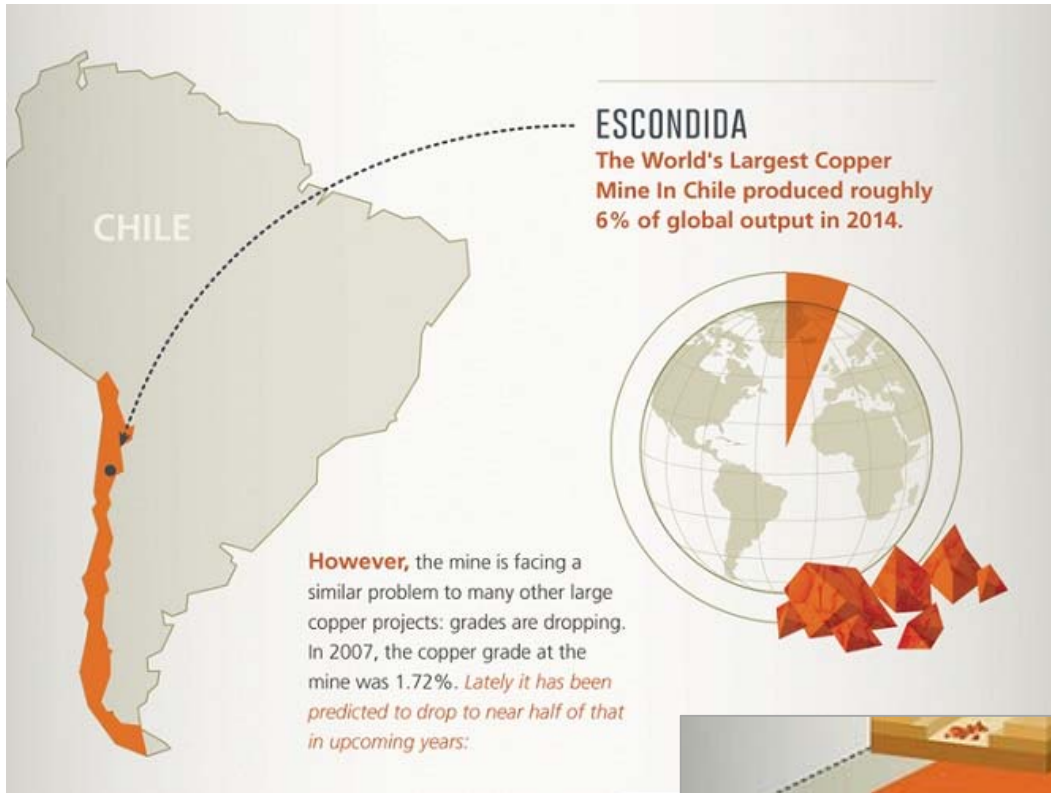 ESCONDIDA
The World's Largest Copper
Mine In Chile produced roughly
6% of global output in 2014.
CHILE
However, the mine is facing a
similar problem to many other large
copper projects: grades are dropping.
In 2007, the copper grade at the
mine was 1.72%. Lately it has been
predicted to drop to near half of that
in upcoming years: